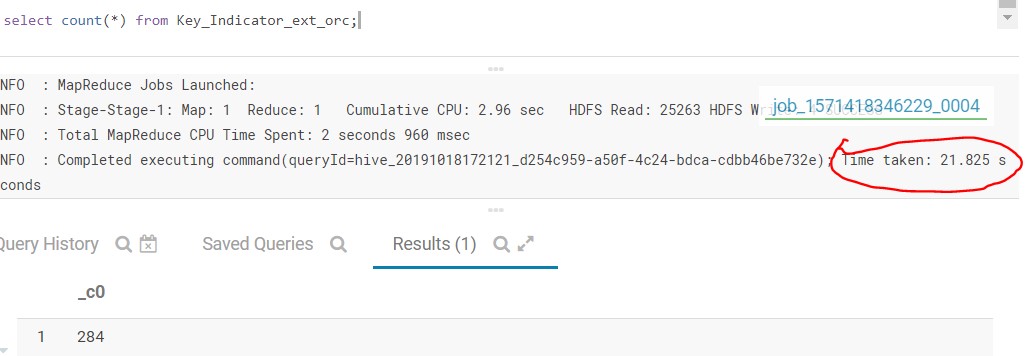 select count(*) from Key_Indicator_ext_orc;
NFO : MapReduce Jobs Launched:
NFO : Stage-Stage-1: Map: 1 Reduce: 1 Cumulative CPU: 2.96 sec HDFS Read: 25263 HDFS W
job_1571418346229_0004
NFO : Total MapReduce CPU Time Spent: 2 seconds 960 msec
NFO : Completed executing command(queryId=hive_20191018172121_d254c959-a50f-4c24-bdca-cdbb46be732e); Time taken: 21.825 s
conds
Query History Saved Queries Results (1)
_c0
1 284